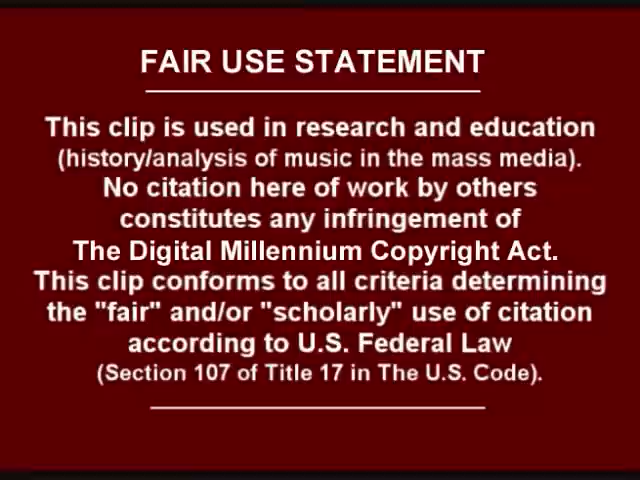 FAIR USE STATEMENT
This clip is used in research and education
(history/analysis of music in the mass media).
No citation here of work by others
constitutes any infringement of
The Digital Millennium Copyright Act.
This clip conforms to all criteria determining
the "fair" and/or "scholarly" use of citation
according to U.S. Federal Law
(Section 107 of Title 17 in The U.S. Code).